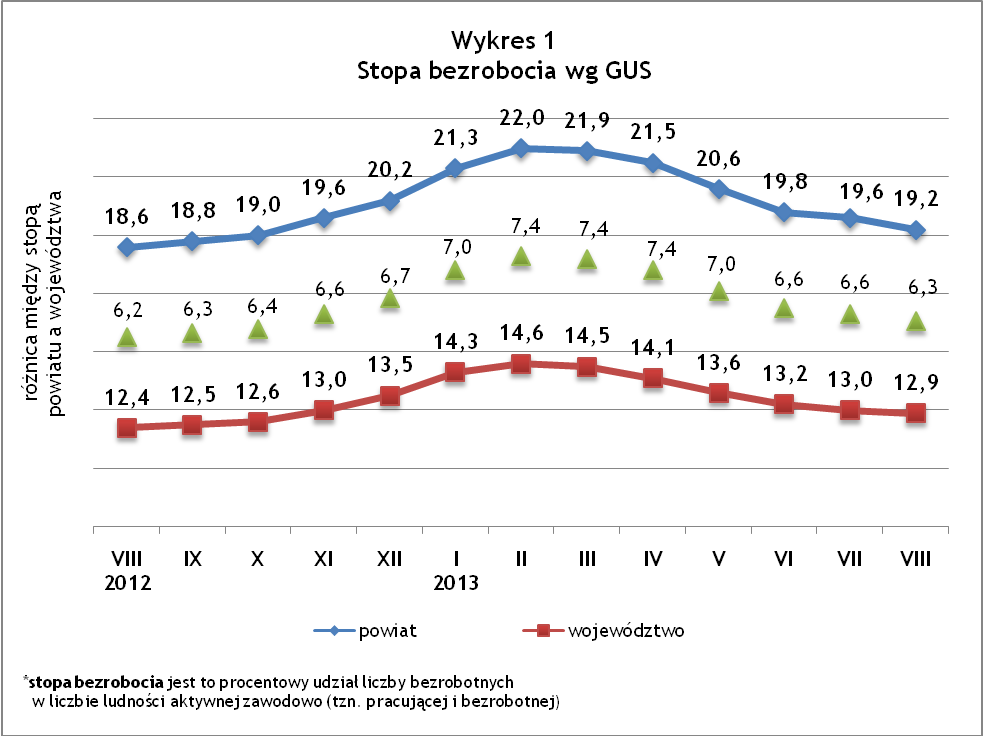 Wykres 1
Stopa bezrobocia wg GUS
różnica między stopą
powiatu a województwa
18,6 18,8 19,0 19,6 20,2 21,3 22,0 21,9 21,5 20,6 19,8 19,6 19,2
6,2 6,3 6,4 6,6 6,7 7,0 7,4 7,4 7,4 7,0 6,6 6,6 6,3
12,4 12,5 12,6 13,0 13,5 14,3 14,6 14,5 14,1 13,6 13,2 13,0 12,9
VIII IX X XI XII I II III IV V VI VII VIII
2012 2013
powiat województwo
*stopa bezrobocia jest to procentowy udział liczby bezrobotnych
w liczbie ludności aktywnej zawodowo (tzn. pracującej i bezrobotnej)